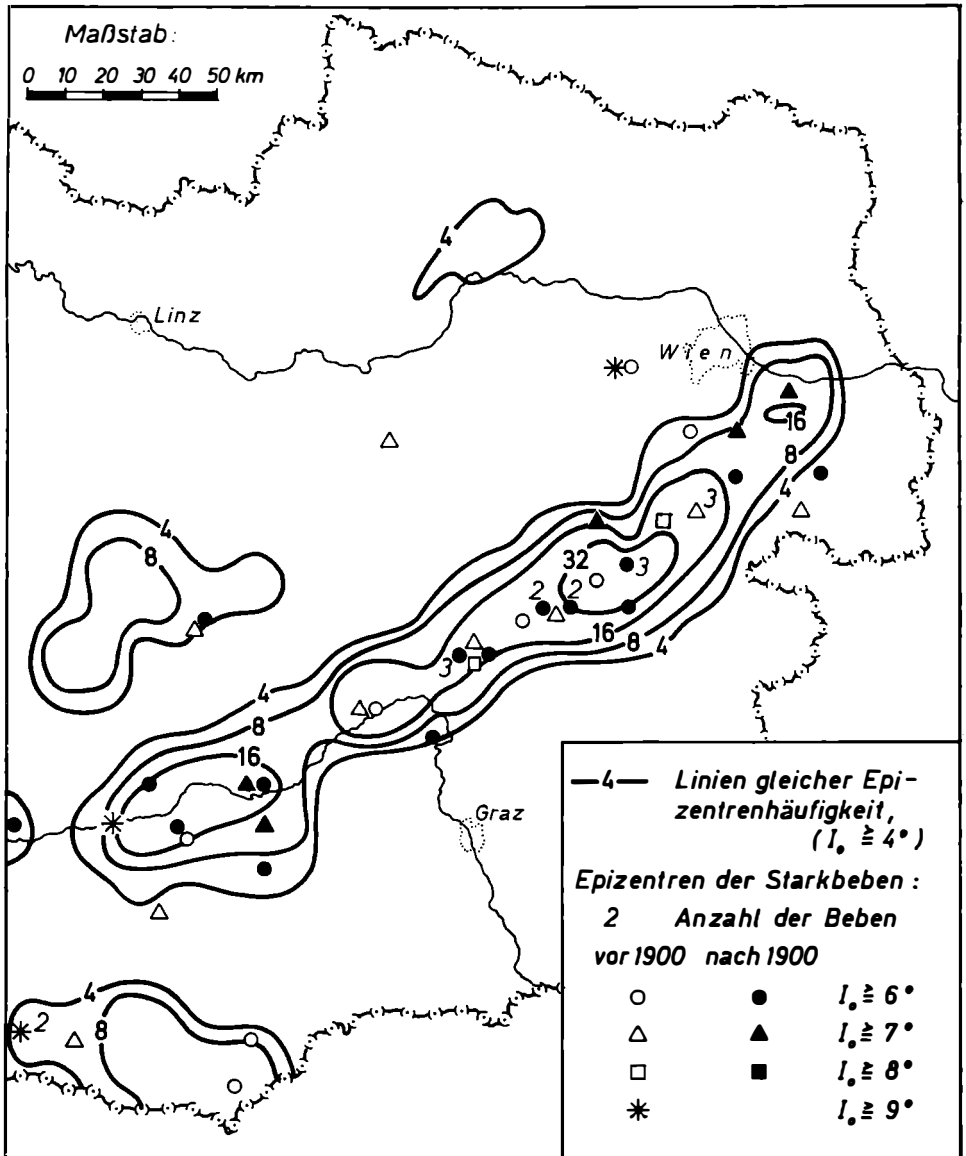 Maßstab:
0 10 20 30 40 50 km
4
Linz
Wien
16
8
4
3
4
8
32
3
2
2
16
8
4
3
4
8
16
Graz
4
8
2
—4— Linien gleicher Epi-
zentrenhäufigkeit,
(I₀ ≧ 4°)
Epizentren der Starkbeben :
2 Anzahl der Beben
vor 1900 nach 1900
I₀ ≧ 6°
I₀ ≧ 7°
I₀ ≧ 8°
I₀ ≧ 9°